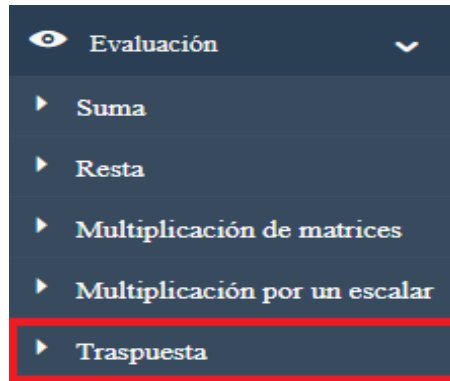 Evaluación
Suma
Resta
Multiplicación de matrices
Multiplicación por un escalar
Traspuesta